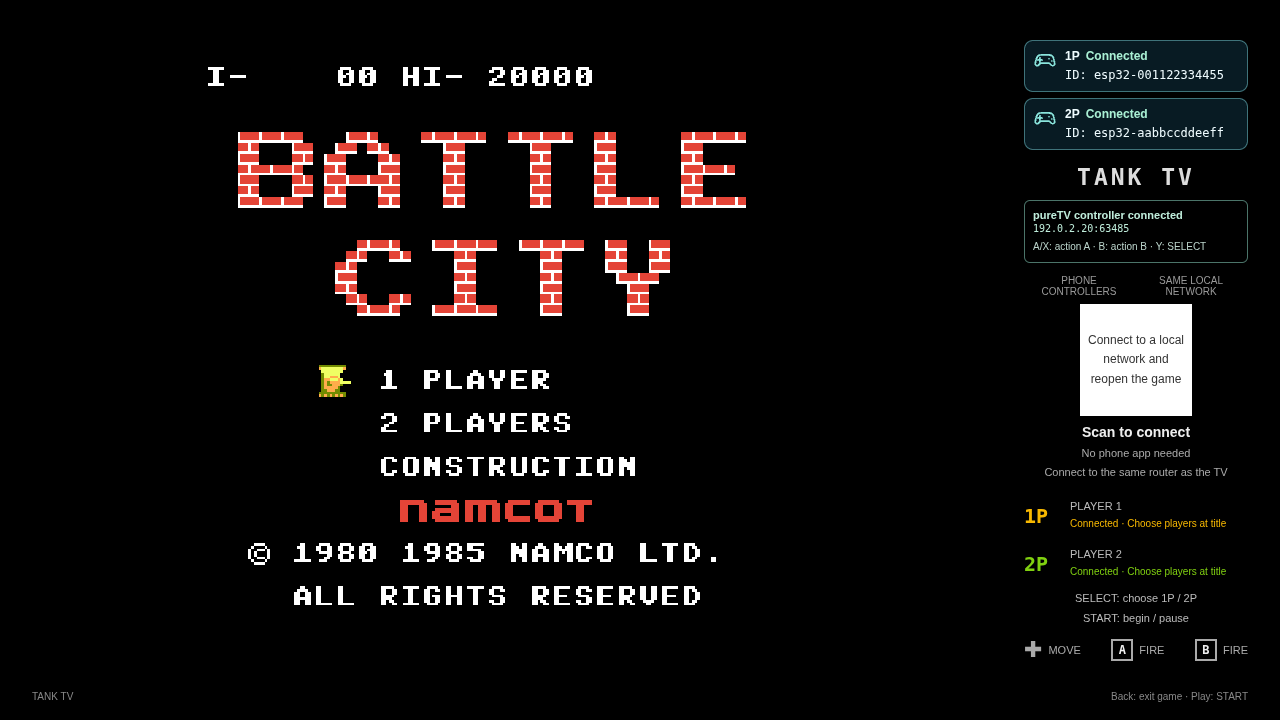 I- 00 HI- 20000
BATTLE
CITY
1 PLAYER
2 PLAYERS
CONSTRUCTION
namcot
© 1980 1985 NAMCO LTD.
ALL RIGHTS RESERVED
TANK TV
1P Connected
ID: esp32-001122334455
2P Connected
ID: esp32-aabbccddeeff
TANK TV
pureTV controller connected
192.0.2.20:63485
A/X: action A · B: action B · Y: SELECT
PHONE CONTROLLERS
SAME LOCAL NETWORK
Connect to a local
network and
reopen the game
Scan to connect
No phone app needed
Connect to the same router as the TV
1P PLAYER 1
Connected · Choose players at title
2P PLAYER 2
Connected · Choose players at title
SELECT: choose 1P / 2P
START: begin / pause
MOVE A FIRE B FIRE
Back: exit game · Play: START